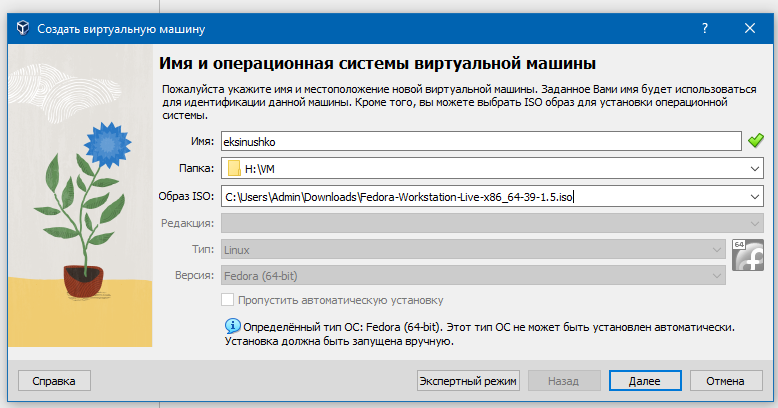 Создать виртуальную машину
Имя и операционная системы виртуальной машины
Пожалуйста укажите имя и местоположение новой виртуальной машины. Заданное Вами имя будет использоваться
для идентификации данной машины. Кроме того, вы можете выбрать ISO образ для установки операционной
системы.
Имя: eksinushko
Папка: H:\VM
Образ ISO: C:\Users\Admin\Downloads\Fedora-Workstation-Live-x86_64-39-1.5.iso
Редакция:
Тип: Linux
64
Версия: Fedora (64-bit)
Пропустить автоматическую установку
Определённый тип ОС: Fedora (64-bit). Этот тип ОС не может быть установлен автоматически.
Установка должна быть запущена вручную.
Справка Экспертный режим Назад Далее Отмена